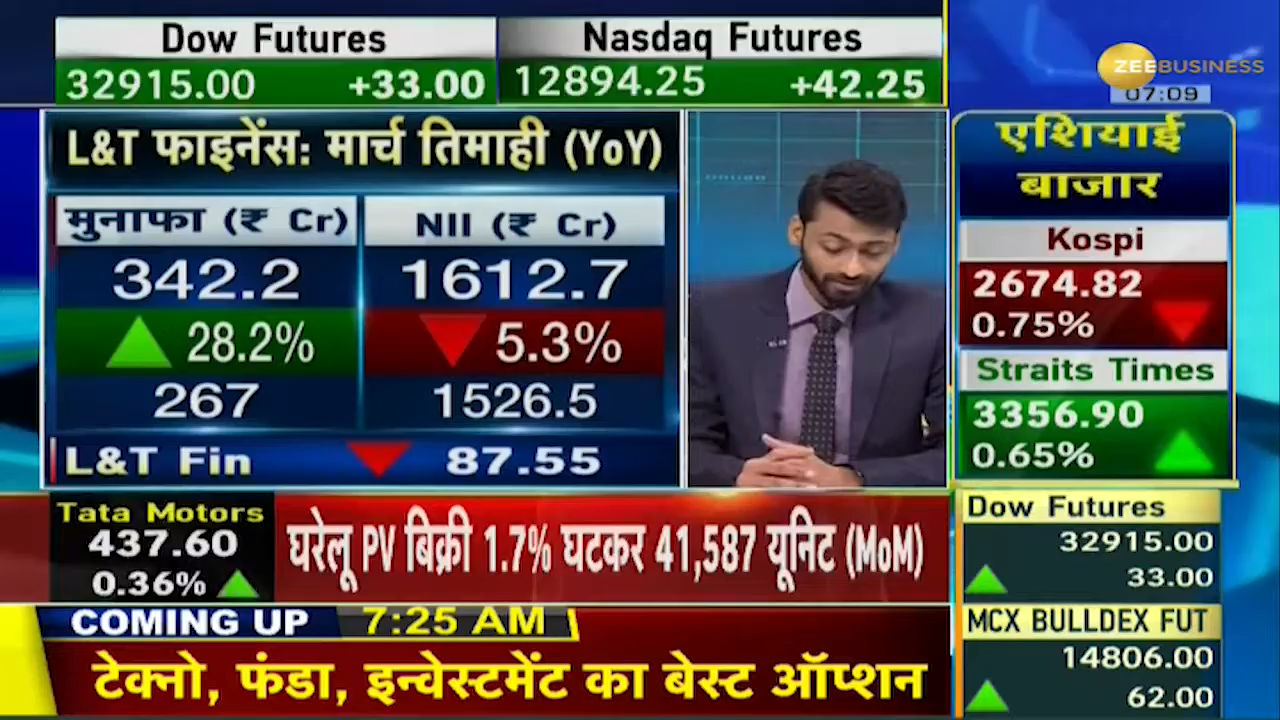 Dow Futures
32915.00 +33.00
Nasdaq Futures
12894.25 +42.25
ZEEBUSINESS
07:09
L&T फाइनेंस: मार्च तिमाही (YoY)
मुनाफा (₹ Cr)
342.2
28.2%
267
NII (₹ Cr)
1612.7
5.3%
1526.5
L&T Fin 87.55
एशियाई
बाजार
Kospi
2674.82
0.75%
Straits Times
3356.90
0.65%
Tata Motors
437.60
0.36%
घरेलू PV बिक्री 1.7% घटकर 41,587 यूनिट (MoM)
Dow Futures
32915.00
33.00
MCX BULLDEX FUT
14806.00
62.00
COMING UP 7:25 AM
टेक्नो, फंडा, इन्वेस्टमेंट का बेस्ट ऑप्शन